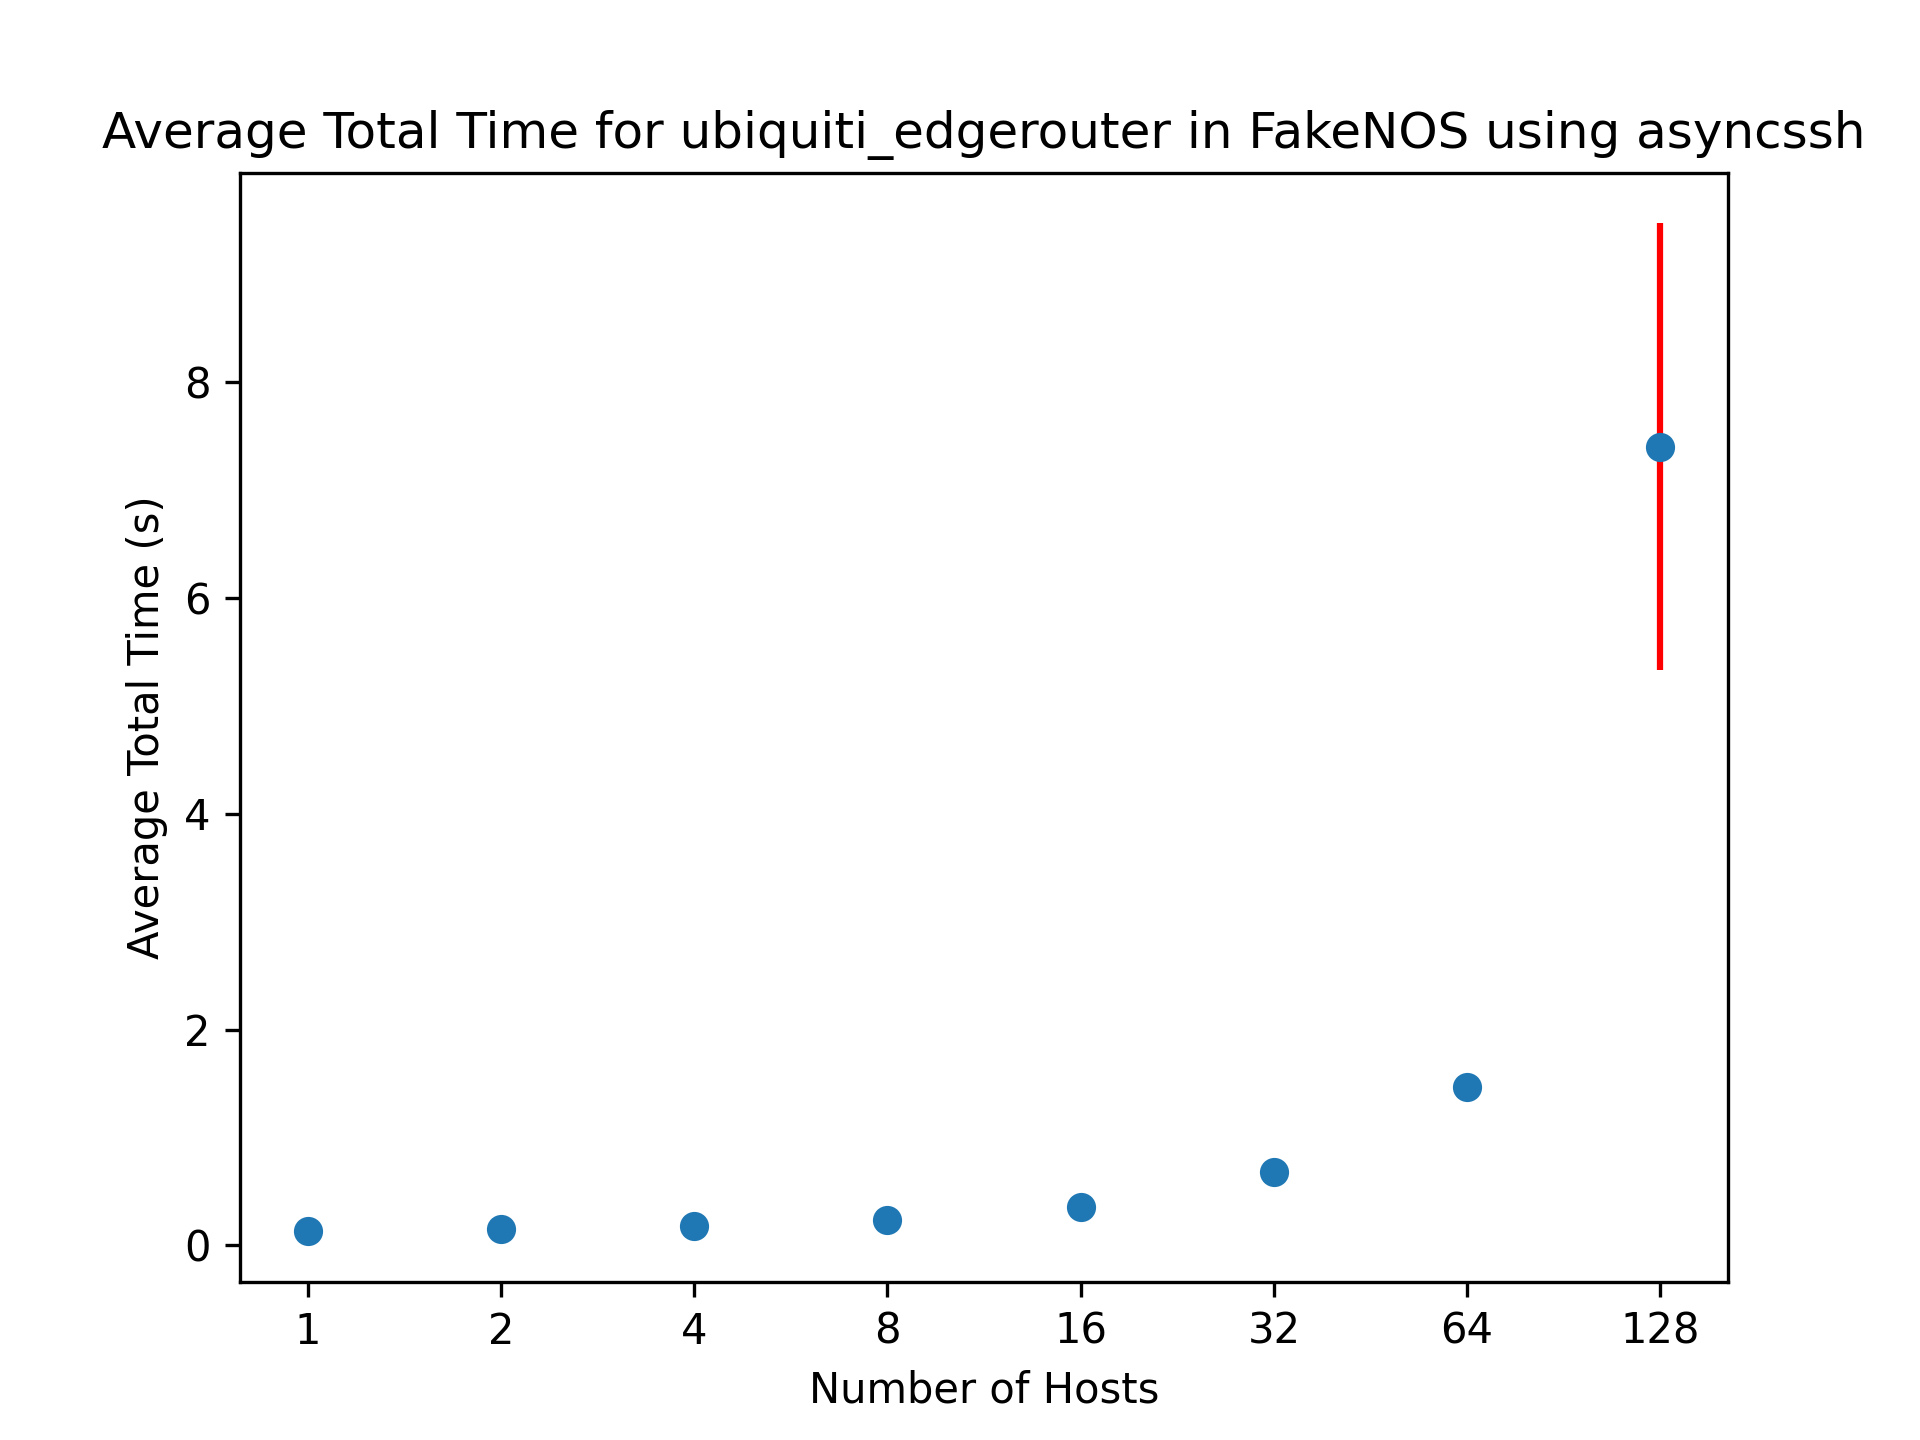 Average Total Time for ubiquiti_edgerouter in FakeNOS using asyncssh
Average Total Time (s)
8
6
4
2
0
1 2 4 8 16 32 64 128
Number of Hosts